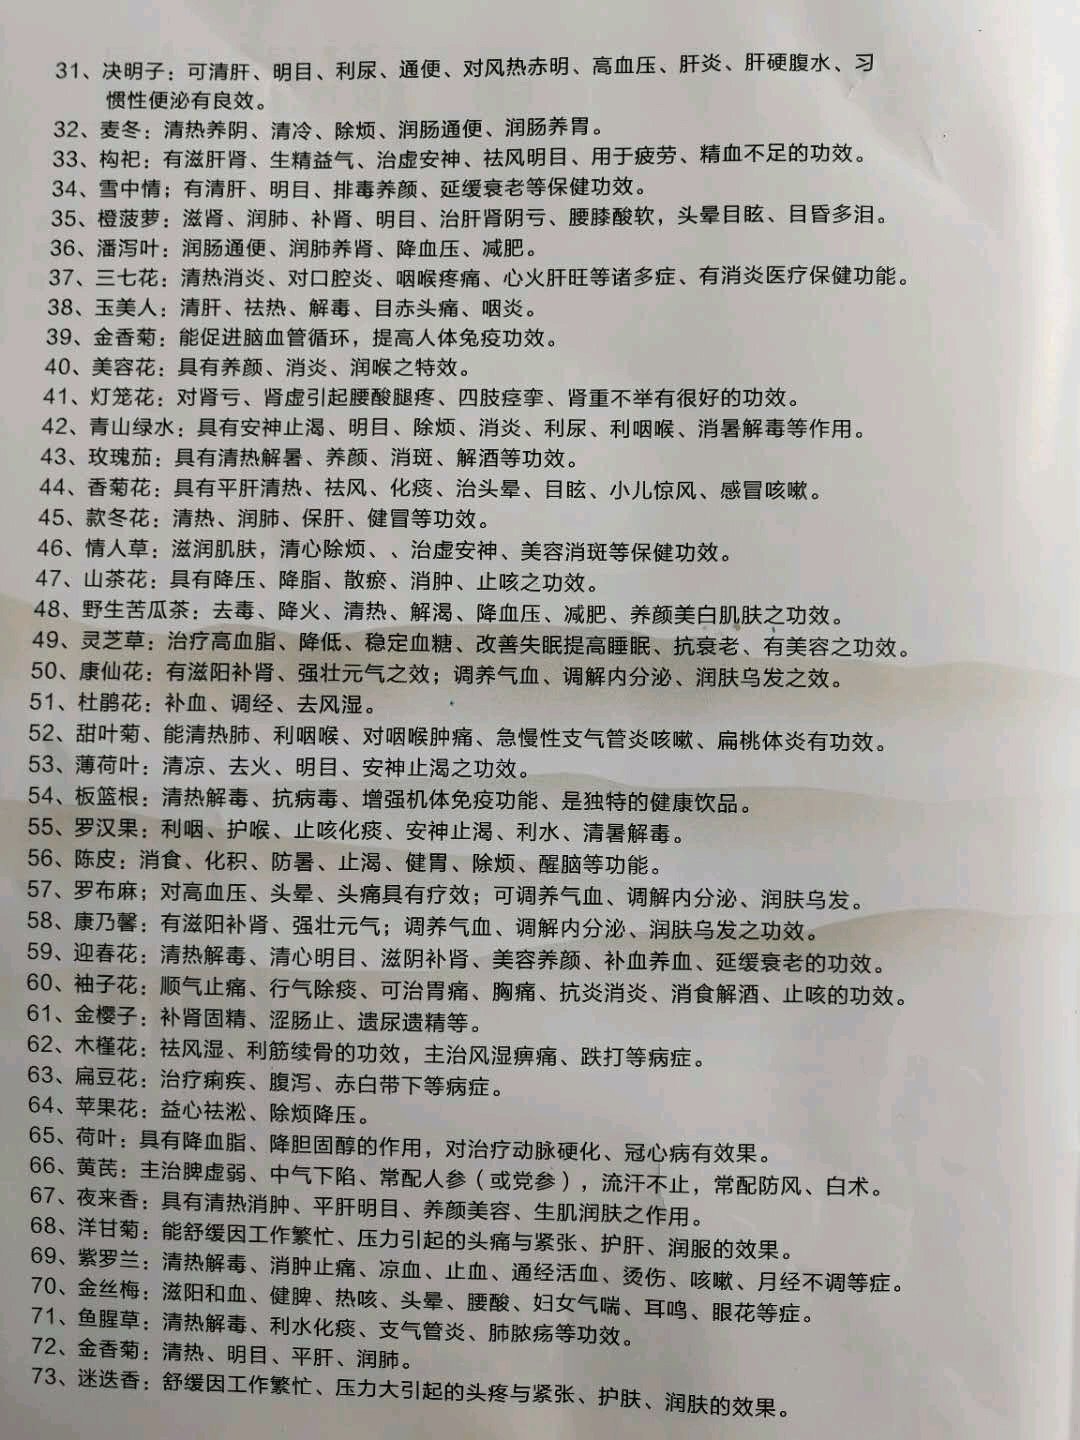 31、决明子：可清肝、明目、利尿、通便、对风热赤明、高血压、肝炎、肝硬腹水、习
惯性便泌有良效。
32、麦冬：清热养阴、清冷、除烦、润肠通便、润肠养胃。
33、构祀：有滋肝肾、生精益气、治虚安神、祛风明目、用于疲劳、精血不足的功效。
34、雪中情；有清肝、明目、排毒养颜、延缓衰老等保健功效。
35、橙菠萝：滋肾、润肺、补肾、明目、治肝肾阴亏、腰膝酸软，头晕目眩、目昏多泪。
36、潘泻叶：润肠通便、润肺养肾、降血压、减肥。
37、三七花：清热消炎、对口腔炎、咽喉疼痛、心火肝旺等诸多症、有消炎医疗保健功能。
38、玉美人：清肝、祛热、解毒、目赤头痛、咽炎。
39、金香菊：能促进脑血管循环，提高人体兔疫功效。
40、美容花：具有养颜、消炎、润喉之特效。
41、灯笼花：对肾亏、肾虚引起腰酸腿疼、四肢痉挛、肾重不举有很好的功效。
42、青山绿水：具有安神止渴、明目、除烦、消炎、利尿、利咽喉、消暑解毒等作用。
43、玫瑰茄：具有清热解暑、养颜、消斑、解酒等功效。
44、香菊花：具有平肝清热、祛风、化痰、治头晕、目眩、小儿惊风、感冒咳嗽。
45、款冬花：清热、润肺、保肝、健冒等功效。
46、情人草：滋润肌肤，清心除烦、、治虚安神、美容消斑等保健功效。
47、山茶花：具有降压、降脂、散瘀、消肿、止咳之功效。
48、野生苦瓜茶：去毒、降火、清热、解渴、降血压、减肥、养颜美白肌肤之功效。
49、灵芝草：治疗高血脂、降低、稳定血糖、改善失眠提高睡眠、抗衰老、有美容之功效。
50、康仙花：有滋阳补肾、强壮元气之效；调养气血、调解内分泌、润肤乌发之效。
51、杜鹃花：补血、调经、去风湿。
52、甜叶菊、能清热肺、利咽喉、对咽喉肿痛、急慢性支气管炎咳嗽、扁桃体炎有功效。
53、薄荷叶：清凉、去火、明目、安神止渴之功效。
54、板篮根：清热解毒、抗病毒、增强机体免疫功能、是独特的健康饮品。
55、罗汉果：利咽、护喉、止咳化痰、安神止渴、利水、清暑解毒。
56、陈皮：消食、化积、防暑、止渴、健胃、除烦、醒脑等功能。
57、罗布麻；对高血压、头晕、头痛具有疗效；可调养气血、调解内分泌、润肤乌发。
58、康乃馨：有滋阳补肾、强壮元气；调养气血、调解内分泌、润肤乌发之功效。
59、迎春花：清热解毒、清心明目、滋阴补肾、美容养颜、补血养血、延缓衰老的功效。
60、袖子花：顺气止痛、行气除痰、可治胃痛、胸痛、抗炎消炎、消食解酒、止咳的功效。
61、金樱子：补肾固精、涩肠止、遗尿遗精等。
62、木槿花：祛风湿、利筋续骨的功效，主治风湿痹痛、跌打等病症。
63、扁豆花：治疗痢疾、腹泻、赤白带下等病症。
64、苹果花：益心祛淞、除烦降压。
65、荷叶：具有降血脂、降胆固醇的作用，对治疗动脉硬化、冠心病有效果。
66、黄芪：主治脾虚弱、中气下陷、常配人参（或党参），流汗不止，常配防风、白术。
67、夜来香：具有清热消肿、平肝明目、养颜美容、生肌润肤之作用。
68、洋甘菊：能舒缓因工作繁忙、压力引起的头痛与紧张、护肝、润服的效果。
69、紫罗兰：清热解毒、消肿止痛、凉血、止血、通经活血、烫伤、咳嗽、月经不调等症。
70、金丝梅：滋阳和血、健脾、热咳、头晕、腰酸、妇女气喘、耳鸣、眼花等症。
71、鱼腥草：清热解毒、利水化痰、支气管炎、肺脓疡等功效。
72、金香菊：清热、明目、平肝、润肺。
73、迷迭香：舒缓因工作繁忙、压力大引起的头疼与紧张、护肤、润肤的效果。